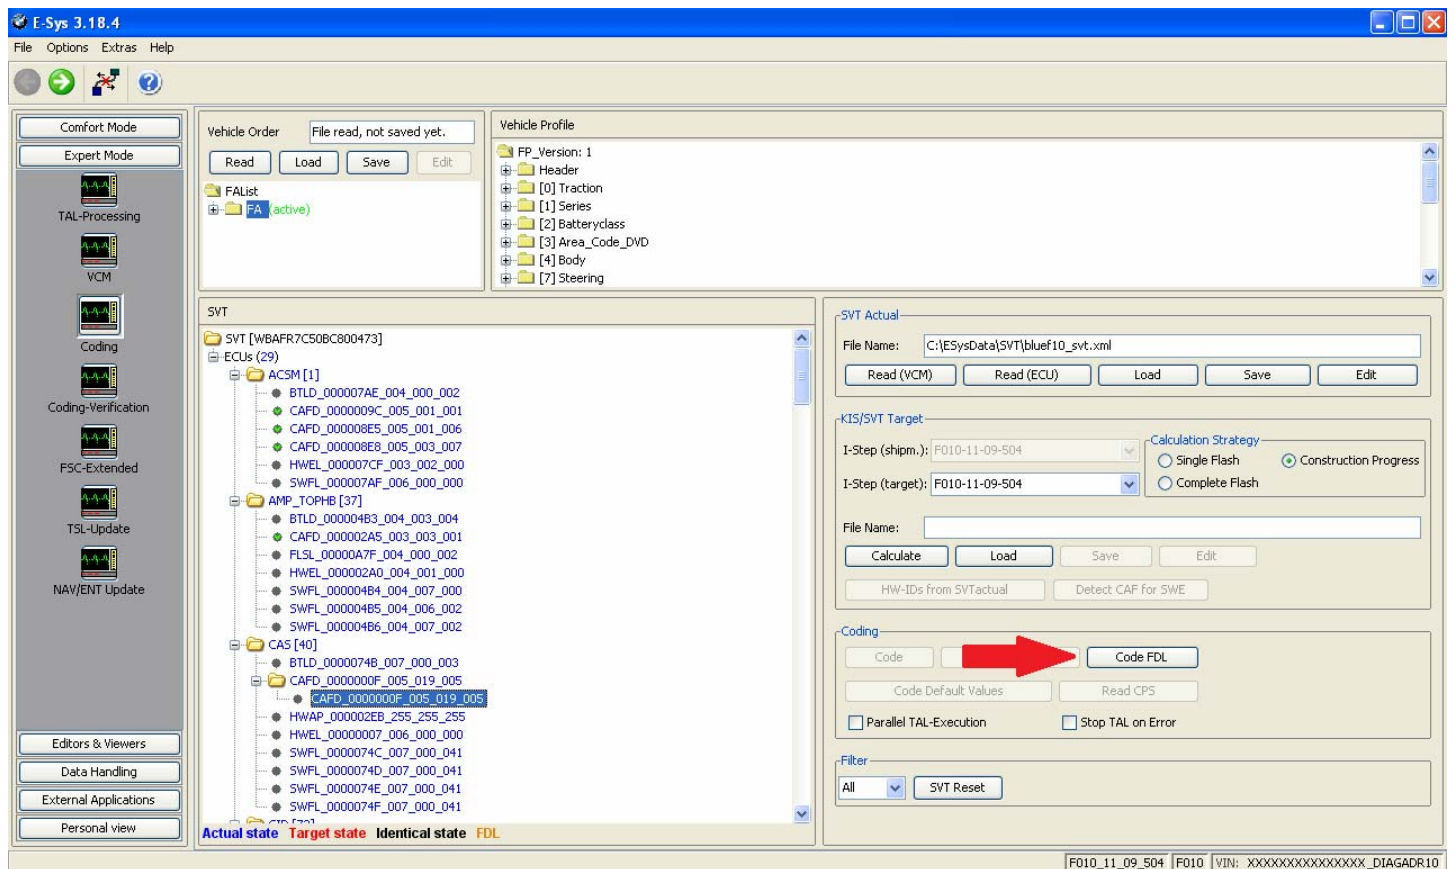 E-Sys 3.18.4
File Options Extras Help
Comfort Mode
Expert Mode
TAL-Processing
VCM
Coding
Coding-Verification
FSC-Extended
TSL-Update
NAV/ENT Update
Editors & Viewers
Data Handling
External Applications
Personal view
Vehicle Order File read, not saved yet.
Read Load Save Edit
FAList
FA (active)
Vehicle Profile
FP_Version: 1
Header
[0] Traction
[1] Series
[2] Batteryclass
[3] Area_Code_DVD
[4] Body
[7] Steering
SVT
SVT [WBAFR7C50BC800473]
ECUs (29)
ACSM [1]
BTLD_000007AE_004_000_002
CAFD_0000009C_005_001_001
CAFD_000008E5_005_001_006
CAFD_000008E8_005_003_007
HWEL_000007CF_003_002_000
SWFL_000007AF_006_000_000
AMP_TOPHB [37]
BTLD_000004B3_004_003_004
CAFD_000002A5_003_003_001
FLSL_00000A7F_004_000_002
HWEL_000002A0_004_001_000
SWFL_000004B4_004_007_000
SWFL_000004B5_004_006_002
SWFL_000004B6_004_007_002
CAS [40]
BTLD_0000074B_007_000_003
CAFD_0000000F_005_019_005
CAFD_0000000F_005_019_005
HWAP_000002EB_255_255_255
HWEL_00000007_006_000_000
SWFL_0000074C_007_000_041
SWFL_0000074D_007_000_041
SWFL_0000074E_007_000_041
SWFL_0000074F_007_000_041
Actual state Target state Identical state FDL
SVT Actual
File Name: C:\ESysData\SVT\bluef10_svt.xml
Read (VCM) Read (ECU) Load Save Edit
KIS/SVT Target
I-Step (shipm.): F010-11-09-504
I-Step (target): F010-11-09-504
Calculation Strategy
Single Flash Construction Progress
Complete Flash
File Name:
Calculate Load Save Edit
HW-IDs from SVTactual Detect CAF for SWE
Coding
Code Code FDL
Code Default Values Read CPS
Parallel TAL-Execution Stop TAL on Error
Filter
All SVT Reset
F010_11_09_504 F010 VIN: XXXXXXXXXXXXXXX_DIAGADR10